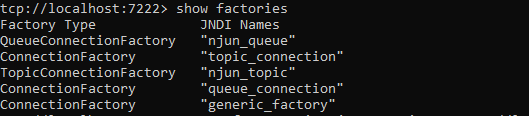 tcp://localhost:7222> show factories
Factory Type JNDI Names
QueueConnectionFactory "njun_queue"
ConnectionFactory "topic_connection"
TopicConnectionFactory "njun_topic"
ConnectionFactory "queue_connection"
ConnectionFactory "generic_factory"